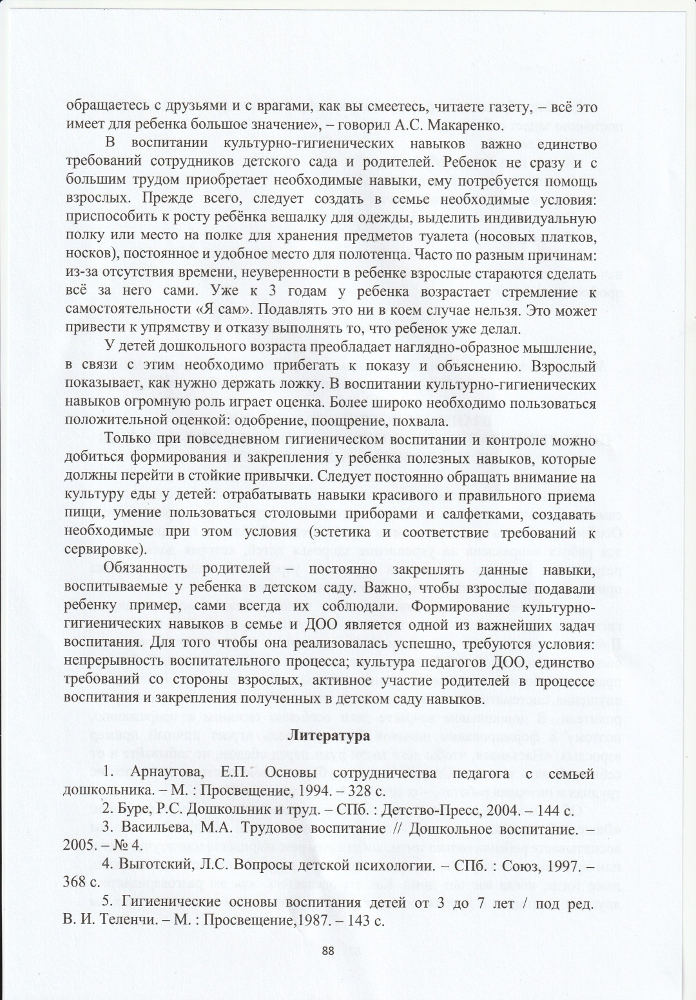 обращаетесь с друзьями и с врагами, как вы смеетесь, читаете газету, – всё это
имеет для ребенка большое значение», – говорил А.С. Макаренко.
В воспитании культурно-гигиенических навыков важно единство
требований сотрудников детского сада и родителей. Ребенок не сразу и с
большим трудом приобретает необходимые навыки, ему потребуется помощь
взрослых. Прежде всего, следует создать в семье необходимые условия:
приспособить к росту ребёнка вешалку для одежды, выделить индивидуальную
полку или место на полке для хранения предметов туалета (носовых платков,
носков), постоянное и удобное место для полотенца. Часто по разным причинам:
из-за отсутствия времени, неуверенности в ребенке взрослые стараются сделать
всё за него сами. Уже к 3 годам у ребенка возрастает стремление к
самостоятельности «Я сам». Подавлять это ни в коем случае нельзя. Это может
привести к упрямству и отказу выполнять то, что ребенок уже делал.
У детей дошкольного возраста преобладает наглядно-образное мышление,
в связи с этим необходимо прибегать к показу и объяснению. Взрослый
показывает, как нужно держать ложку. В воспитании культурно-гигиенических
навыков огромную роль играет оценка. Более широко необходимо пользоваться
положительной оценкой: одобрение, поощрение, похвала.
Только при повседневном гигиеническом воспитании и контроле можно
добиться формирования и закрепления у ребенка полезных навыков, которые
должны перейти в стойкие привычки. Следует постоянно обращать внимание на
культуру еды у детей: отрабатывать навыки красивого и правильного приема
пищи, умение пользоваться столовыми приборами и салфетками, создавать
необходимые при этом условия (эстетика и соответствие требований к
сервировке).
Обязанность родителей – постоянно закреплять данные навыки,
воспитываемые у ребенка в детском саду. Важно, чтобы взрослые подавали
ребенку пример, сами всегда их соблюдали. Формирование культурно-
гигиенических навыков в семье и ДОО является одной из важнейших задач
воспитания. Для того чтобы она реализовалась успешно, требуются условия:
непрерывность воспитательного процесса; культура педагогов ДОО, единство
требований со стороны взрослых, активное участие родителей в процессе
воспитания и закрепления полученных в детском саду навыков.
Литература
1. Арнаутова, Е.П. Основы сотрудничества педагога с семьей
дошкольника. – М. : Просвещение, 1994. – 328 с.
2. Буре, Р.С. Дошкольник и труд. – СПб. : Детство-Пресс, 2004. – 144 с.
3. Васильева, М.А. Трудовое воспитание // Дошкольное воспитание. –
2005. – № 4.
4. Выготский, Л.С. Вопросы детской психологии. – СПб. : Союз, 1997. –
368 с.
5. Гигиенические основы воспитания детей от 3 до 7 лет / под ред.
В. И. Теленчи. – М. : Просвещение,1987. – 143 с.
88